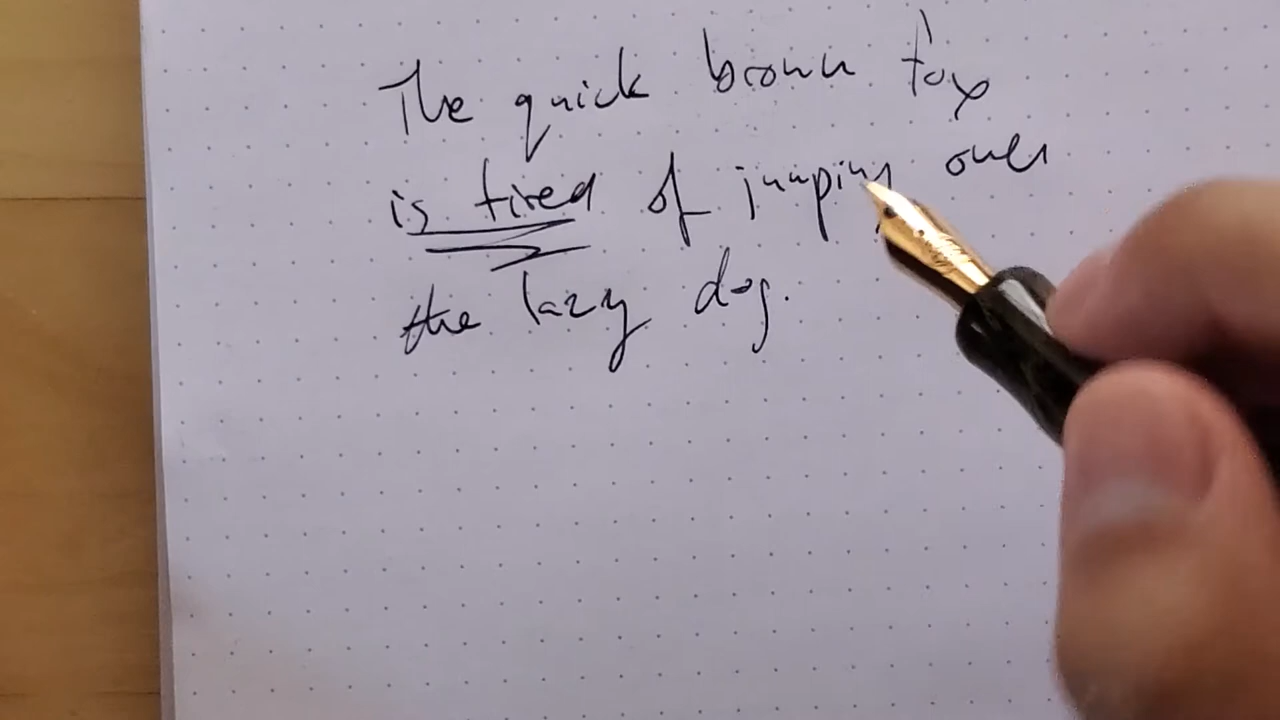 The quick brown fox
is tired of jumping over
the lazy dog.